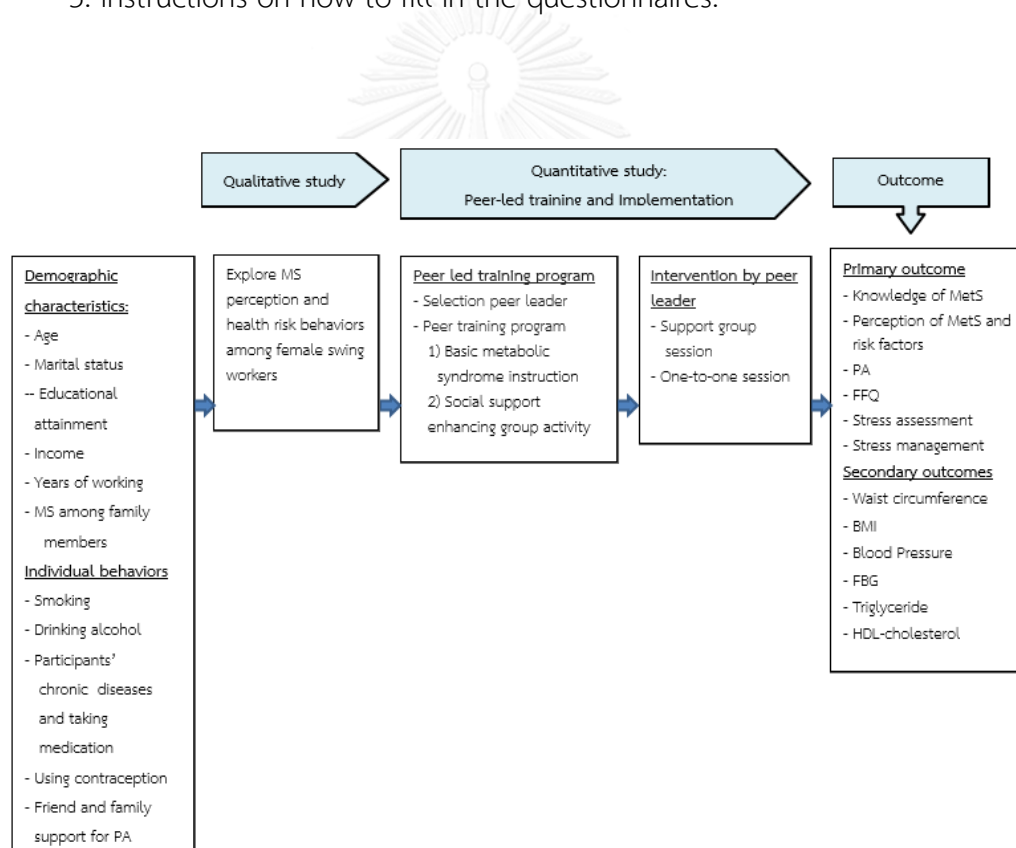 3. Instructions on how to fill in the questionnaires.
Qualitative study
Quantitative study:
Peer-led training and Implementation
Outcome
Demographic
characteristics:
- Age
- Marital status
-- Educational
attainment
- Income
- Years of working
- MS among family
members
Individual behaviors
- Smoking
- Drinking alcohol
- Participants'
chronic diseases
and taking
medication
- Using contraception
- Friend and family
support for PA
Explore MS
perception and
health risk behaviors
among female swing
workers
Peer led training program
- Selection peer leader
- Peer training program
1) Basic metabolic
syndrome instruction
2) Social support
enhancing group activity
Intervention by peer
leader
- Support group
session
- One-to-one session
Primary outcome
- Knowledge of MetS
- Perception of MetS and
risk factors
- PA
- FFQ
- Stress assessment
- Stress management
Secondary outcomes
- Waist circumference
- BMI
- Blood Pressure
- FBG
- Triglyceride
- HDL-cholesterol